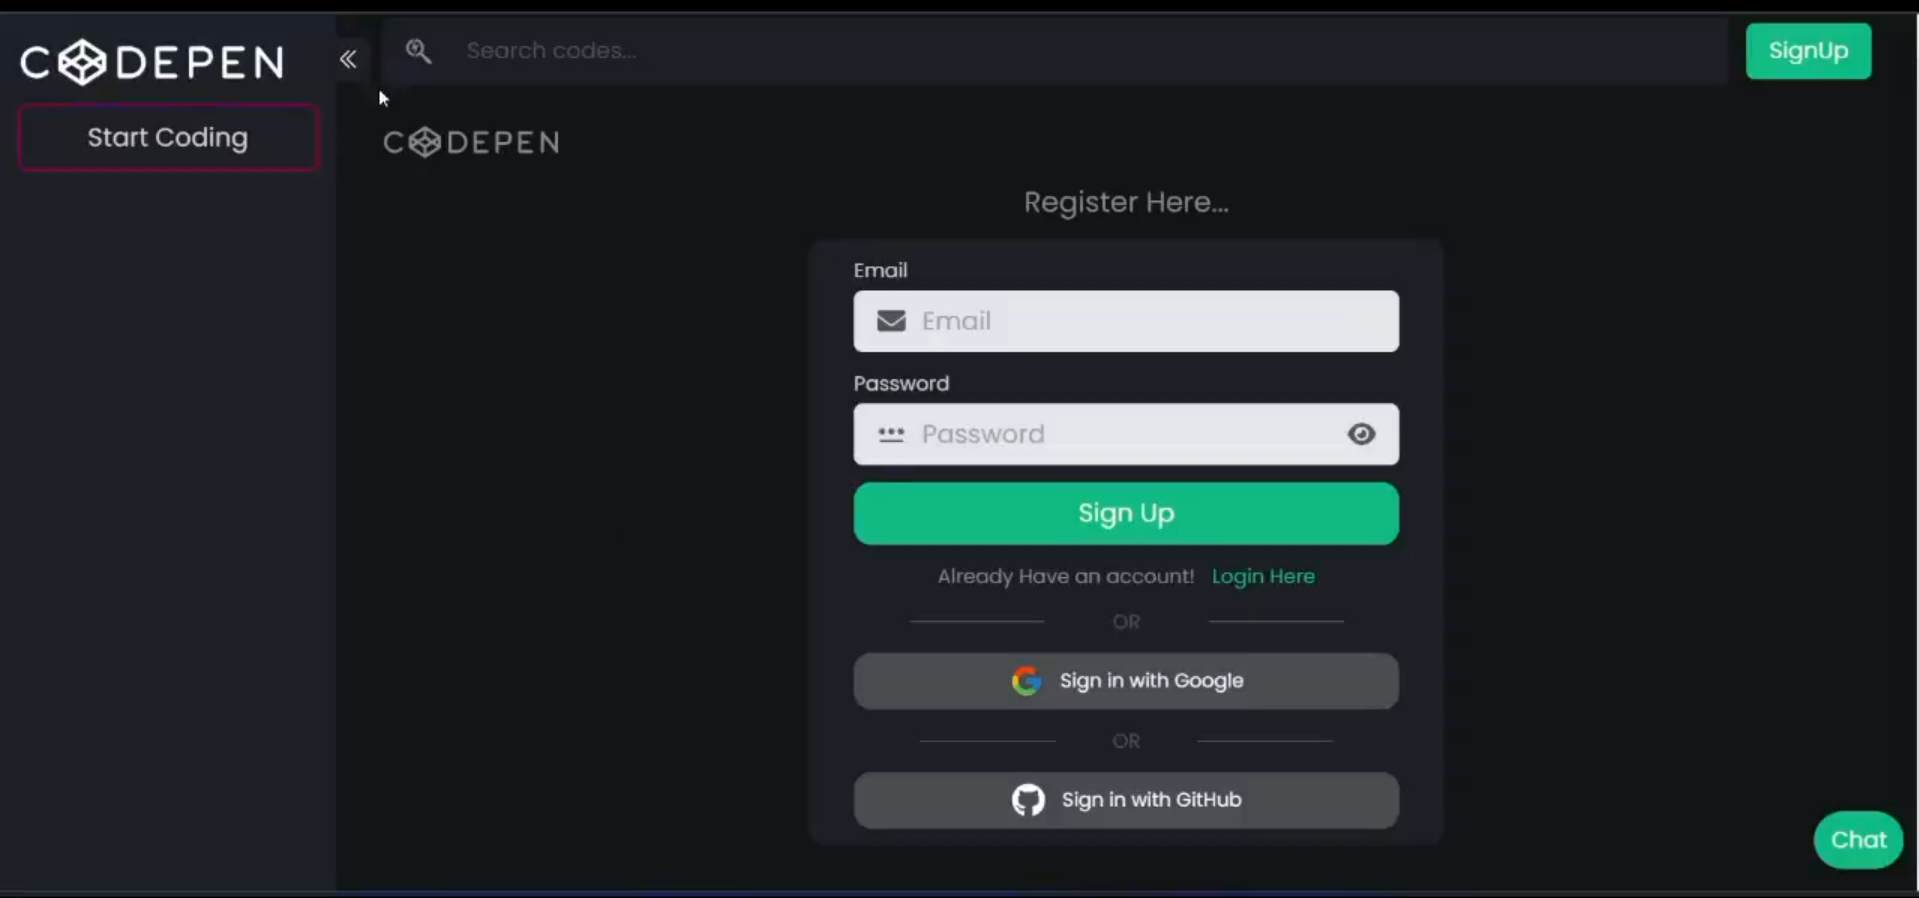 CODEPEN
Search codes...
SignUp
Start Coding
CODEPEN
Register Here...
Email
Email
Password
Password
Sign Up
Already Have an account! Login Here
OR
Sign in with Google
OR
Sign in with GitHub
Chat